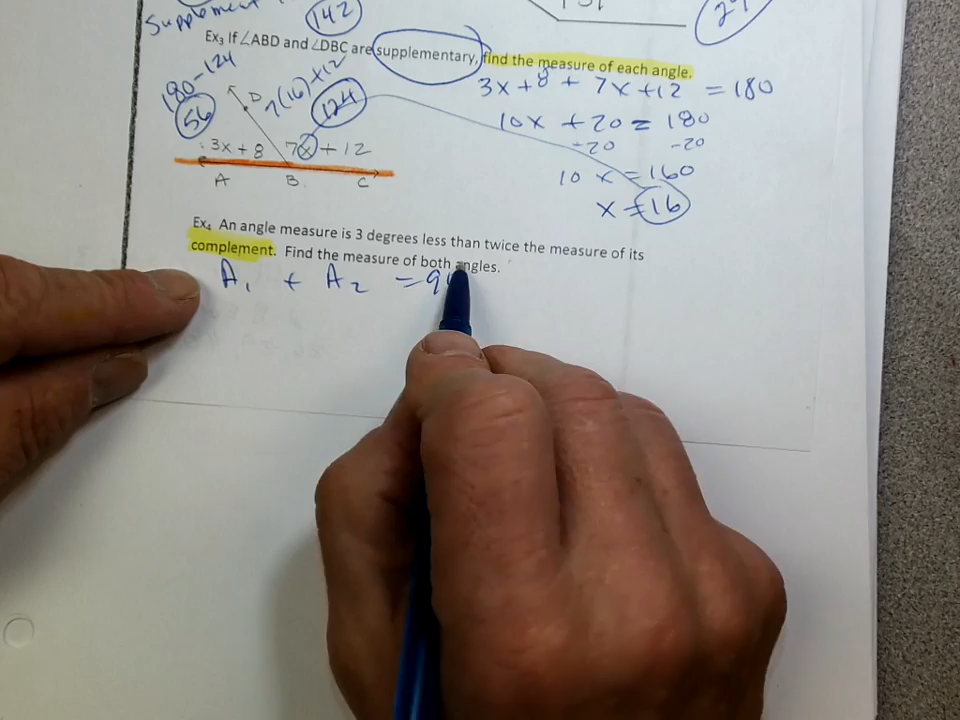 Supplement
142
Ex3 If ∠ABD and ∠DBC are supplementary, find the measure of each angle.
180-124
56
D
7(16)+12
124
3x+8 7x+12
A B. C
3x+8 + 7x+12 = 180
10x + 20 = 180
-20 -20
10x = 160
x = 16
Ex4 An angle measure is 3 degrees less than twice the measure of its
complement. Find the measure of both angles.
A1 + A2 = 9